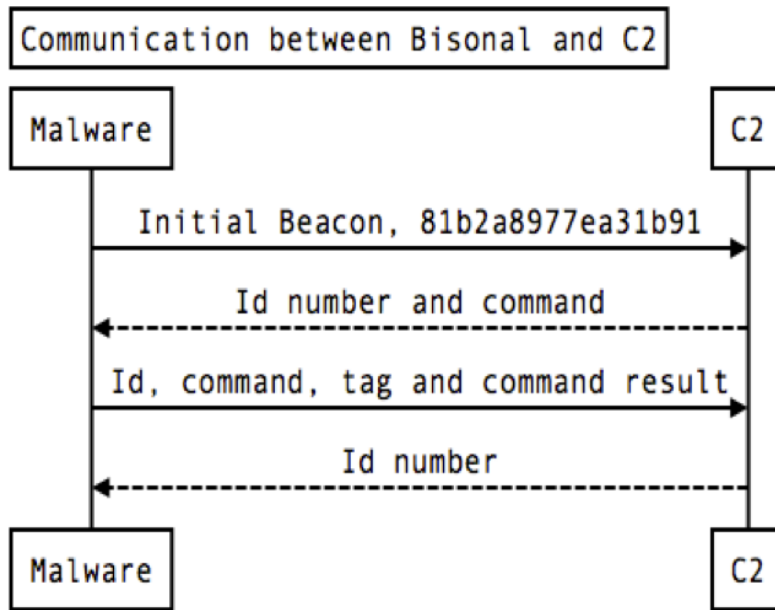 Communication between Bisonal and C2
Malware
C2
Initial Beacon, 81b2a8977ea31b91
Id number and command
Id, command, tag and command result
Id number
Malware
C2